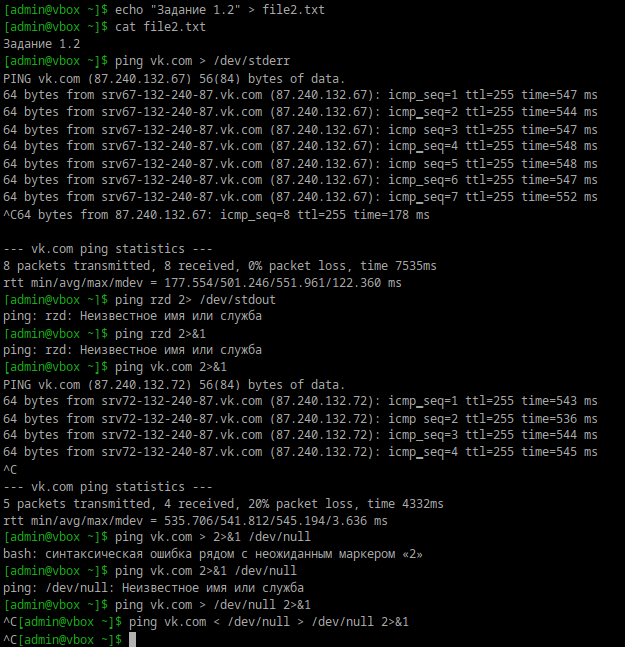 [admin@vbox ~]$ echo "Задание 1.2" > file2.txt
[admin@vbox ~]$ cat file2.txt
Задание 1.2
[admin@vbox ~]$ ping vk.com > /dev/stderr
PING vk.com (87.240.132.67) 56(84) bytes of data.
64 bytes from srv67-132-240-87.vk.com (87.240.132.67): icmp_seq=1 ttl=255 time=547 ms
64 bytes from srv67-132-240-87.vk.com (87.240.132.67): icmp_seq=2 ttl=255 time=544 ms
64 bytes from srv67-132-240-87.vk.com (87.240.132.67): icmp seq=3 ttl=255 time=547 ms
64 bytes from srv67-132-240-87.vk.com (87.240.132.67): icmp_seq=4 ttl=255 time=548 ms
64 bytes from srv67-132-240-87.vk.com (87.240.132.67): icmp seq=5 ttl=255 time=548 ms
64 bytes from srv67-132-240-87.vk.com (87.240.132.67): icmp_seq=6 ttl=255 time=547 ms
64 bytes from srv67-132-240-87.vk.com (87.240.132.67): icmp_seq=7 ttl=255 time=552 ms
^C64 bytes from 87.240.132.67: icmp_seq=8 ttl=255 time=178 ms
--- vk.com ping statistics ---
8 packets transmitted, 8 received, 0% packet loss, time 7535ms
rtt min/avg/max/mdev = 177.554/501.246/551.961/122.360 ms
[admin@vbox ~]$ ping rzd 2> /dev/stdout
ping: rzd: Неизвестное имя или служба
[admin@vbox ~]$ ping rzd 2>&1
ping: rzd: Неизвестное имя или служба
[admin@vbox ~]$ ping vk.com 2>&1
PING vk.com (87.240.132.72) 56(84) bytes of data.
64 bytes from srv72-132-240-87.vk.com (87.240.132.72): icmp_seq=1 ttl=255 time=543 ms
64 bytes from srv72-132-240-87.vk.com (87.240.132.72): icmp seq=2 ttl=255 time=536 ms
64 bytes from srv72-132-240-87.vk.com (87.240.132.72): icmp_seq=3 ttl=255 time=544 ms
64 bytes from srv72-132-240-87.vk.com (87.240.132.72): icmp_seq=4 ttl=255 time=545 ms
^C
--- vk.com ping statistics ---
5 packets transmitted, 4 received, 20% packet loss, time 4332ms
rtt min/avg/max/mdev = 535.706/541.812/545.194/3.636 ms
[admin@vbox ~]$ ping vk.com > 2>&1 /dev/null
bash: синтаксическая ошибка рядом с неожиданным маркером «2»
[admin@vbox ~]$ ping vk.com 2>&1 /dev/null
ping: /dev/null: Неизвестное имя или служба
[admin@vbox ~]$ ping vk.com > /dev/null 2>&1
^C[admin@vbox ~]$ ping vk.com < /dev/null > /dev/null 2>&1
^C[admin@vbox ~]$